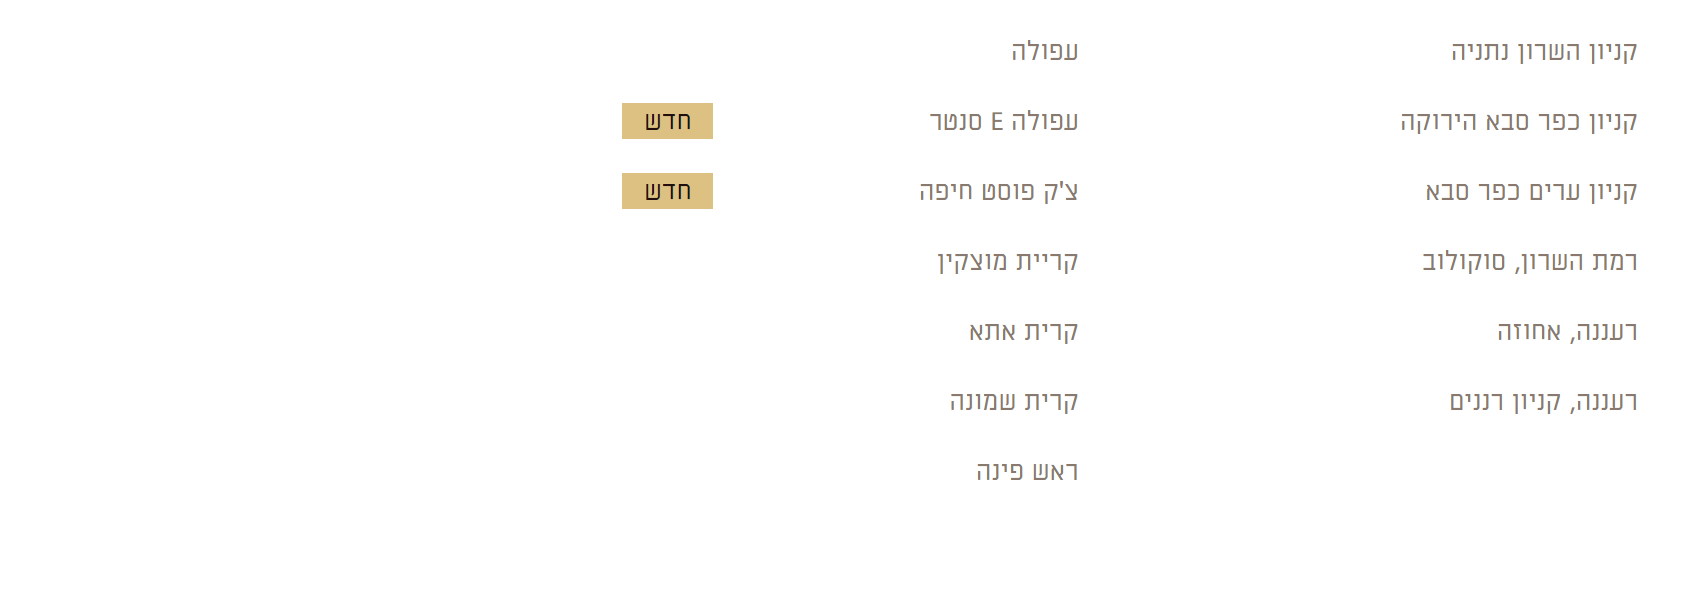 קניון השרון נתניה
קניון כפר סבא הירוקה
קניון ערים כפר סבא
רמת השרון, סוקולוב
רעננה, אחוזה
רעננה, קניון רננים
עפולה
עפולה E סנטר חדש
צ'ק פוסט חיפה חדש
קריית מוצקין
קרית אתא
קרית שמונה
ראש פינה